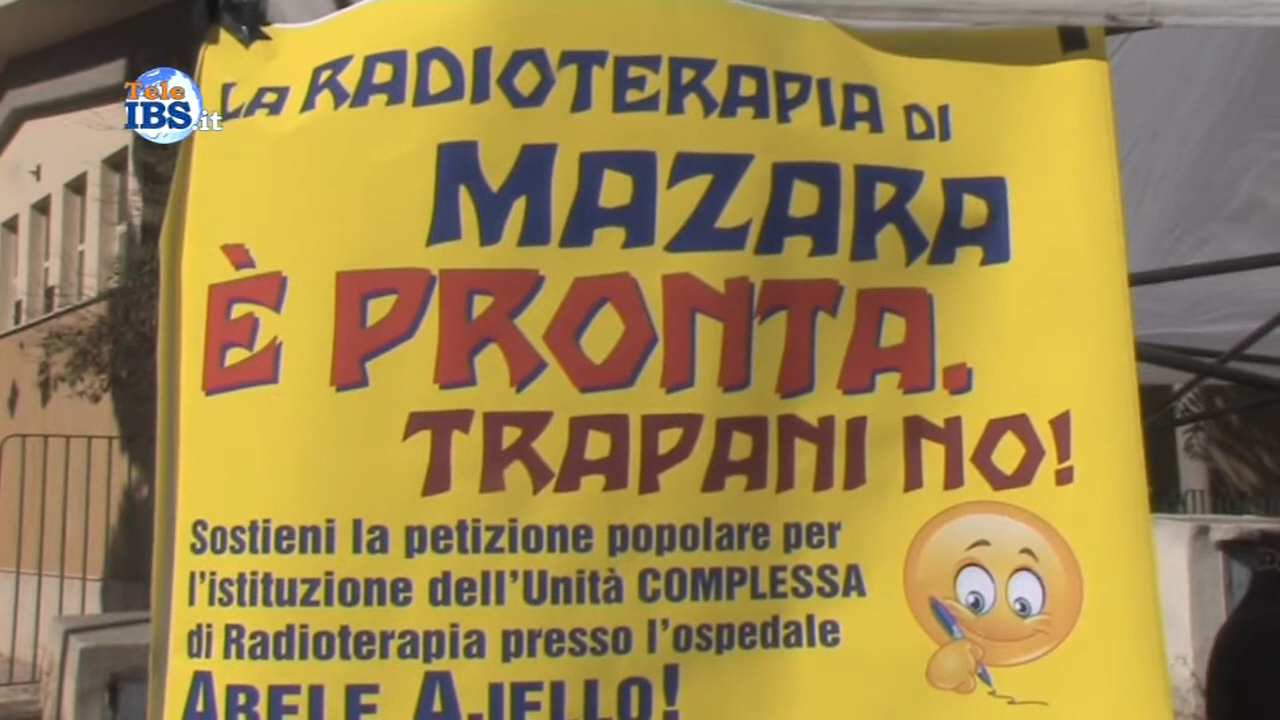 Tele
IBS.it
LA RADIOTERAPIA DI
MAZARA
È PRONTA.
TRAPANI NO!
Sostieni la petizione popolare per
l'istituzione dell'Unità COMPLESSA
di Radioterapia presso l'ospedale
ABELE AJELLO!